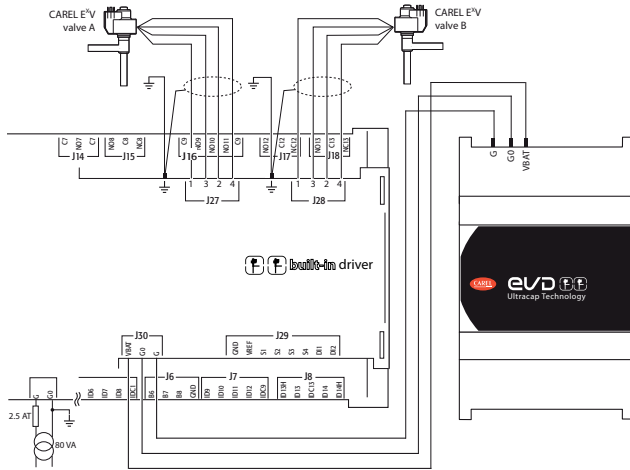 CAREL EXV
valve A
CAREL EXV
valve B
C7
NO7
C7
J14
NO8
C8
NC8
J15
C9
NO9
NO10
NO11
C9
J16
NO12
C12
NC12
J17
NO13
C13
NC13
J18
1 3 2 4
J27
1 3 2 4
J28
G
G0
VBAT
built-in driver
CAREL
evd
Ultracap Technology
J30
VBAT
G0
G
J29
GND
VREF
S1
S2
S3
S4
DI1
DI2
G
G0
2.5 AT
80 VA
ID6
ID7
ID8
IDC1
J6
B6
B7
B8
GND
J7
ID9
ID10
ID11
ID12
IDC9
J8
ID13H
ID13
IDC13
ID14
ID14H